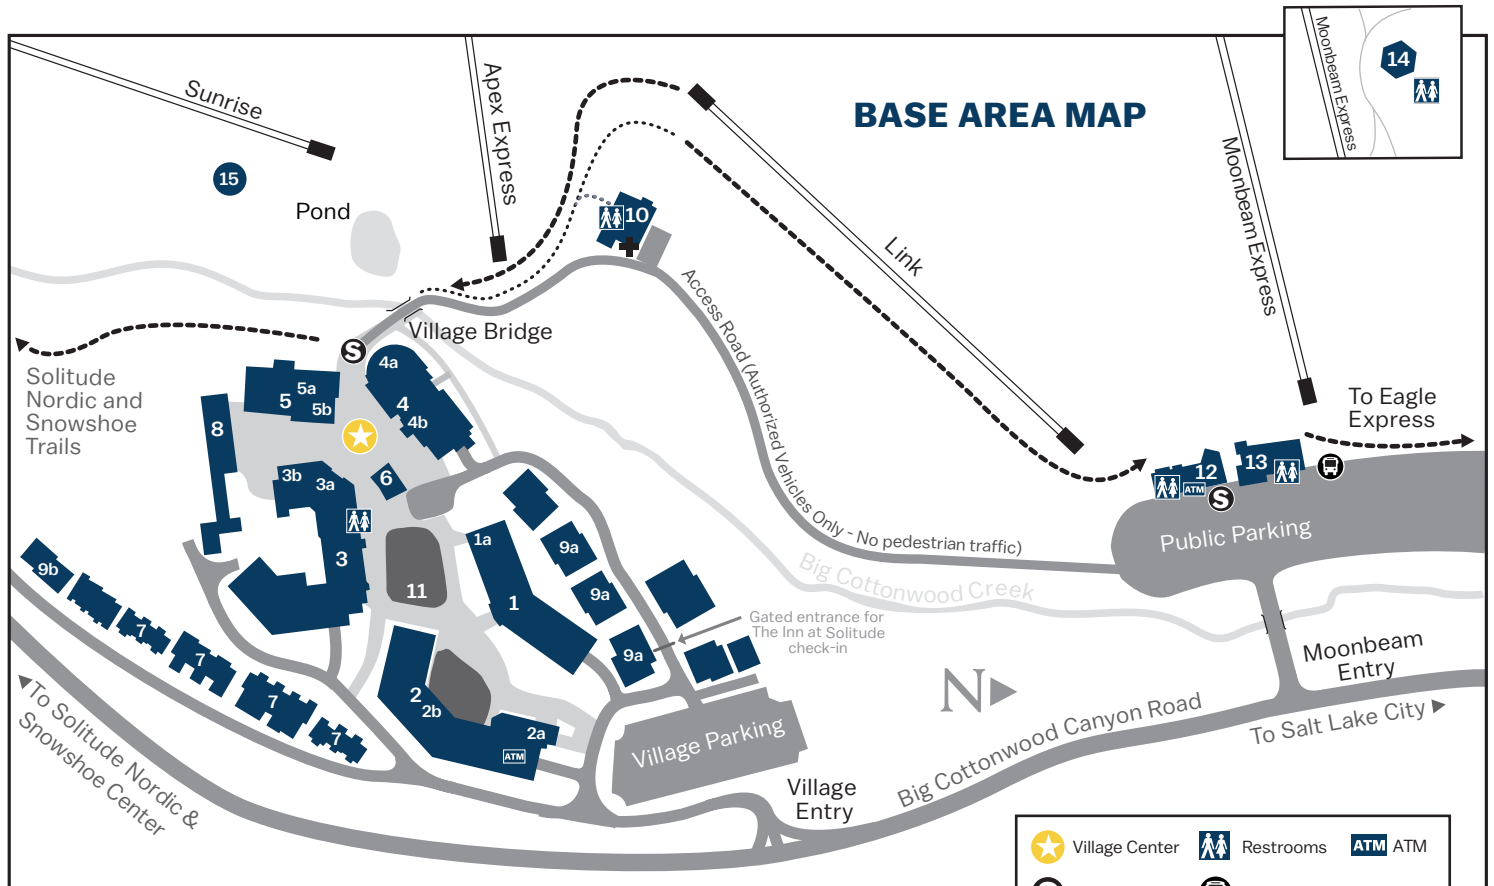 BASE AREA MAP
Sunrise
Apex Express
Moonbeam Express
14
Moonbeam Express
15
Pond
10
Link
Access Road (Authorized Vehicles Only - No pedestrian traffic)
Village Bridge
S
4a
4
4b
5a
5
5b
Solitude
Nordic and
Snowshoe
Trails
8
3b
3a
6
3
To Eagle
Express
12
13
ATM
S
Public Parking
1a
1
9a
9a
9a
11
9b
7
7
7
7
2
2b
2a
ATM
Big Cottonwood Creek
Gated entrance for
The Inn at Solitude
check-in
N
Moonbeam
Entry
Village Parking
Village
Entry
Big Cottonwood Canyon Road
To Salt Lake City
To Solitude Nordic &
Snowshoe Center
Village Center
Restrooms
ATM ATM